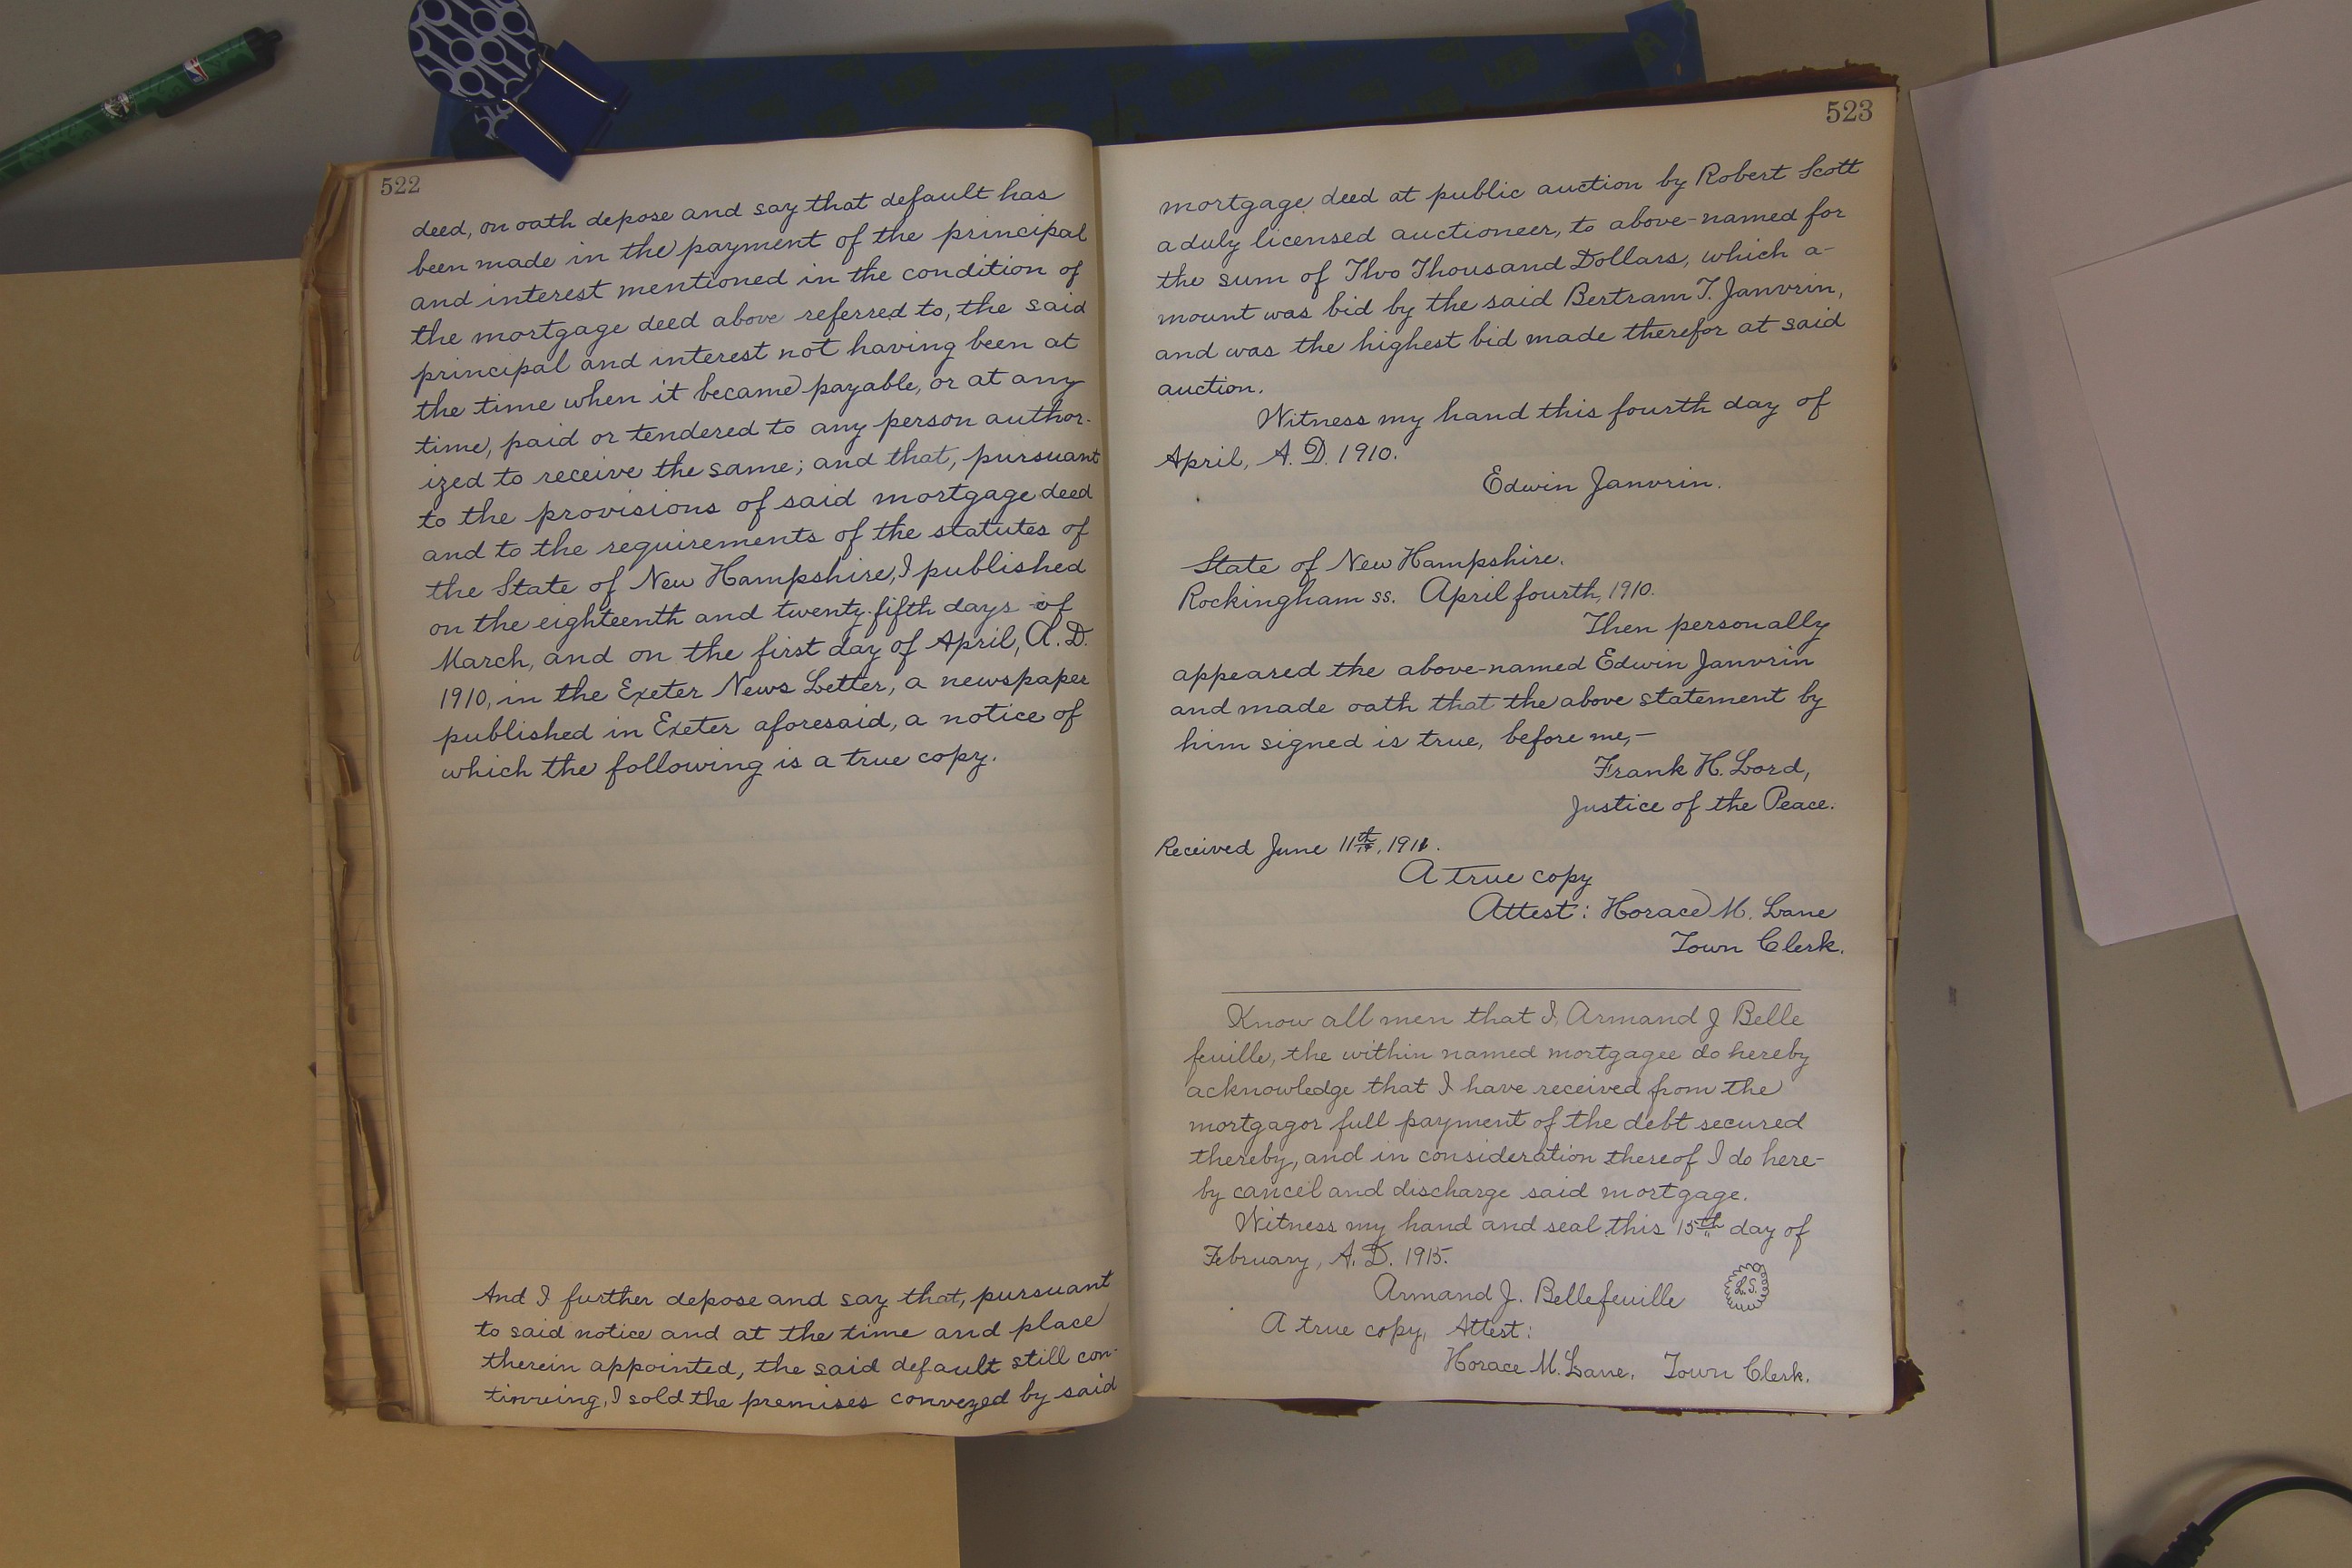 522
deed, on oath depose and say that default has
been made in the payment of the principal
and interest mentioned in the condition of
the mortgage deed above referred to, the said
principal and interest not having been at
the time when it became payable, or at any
time, paid or tendered to any person author-
ized to receive the same; and that, pursuant
to the provisions of said mortgage deed
and to the requirements of the statutes of
the State of New Hampshire, I published
on the eighteenth and twenty-fifth days of
March, and on the first day of April, A.D.
1910, in the Exeter News Letter, a newspaper
published in Exeter aforesaid, a notice of
which the following is a true copy.
And I further depose and say that, pursuant
to said notice and at the time and place
therein appointed, the said default still con-
tinueing, I sold the premises conveyed by said
523
mortgage deed at public auction by Robert Scott
a duly licensed auctioneer, to above-named for
the sum of Two Thousand Dollars, which a-
mount was bid by the said Bertram T. Janvrin,
and was the highest bid made therefor at said
auction.
Witness my hand this fourth day of
April, A.D. 1910.
Edwin Janvrin.
State of New Hampshire.
Rockingham ss. April fourth, 1910.
Then personally
appeared the above-named Edwin Janvrin
and made oath that the above statement by
him signed is true, before me,—
Frank H. Lord,
Justice of the Peace.
Received June 11th, 1911.
A true copy
Attest: Horace M. Lane
Town Clerk.
Know all men that I, Armand J Belle
feuille, the within named mortgagee do hereby
acknowledge that I have received from the
mortgagor full payment of the debt secured
thereby, and in consideration thereof I do here-
by cancel and discharge said mortgage.
Witness my hand and seal this 15th day of
February, A.D. 1915.
Armand J. Bellefeuille L.S.
A true copy, Attest:
Horace M. Lane, Town Clerk.